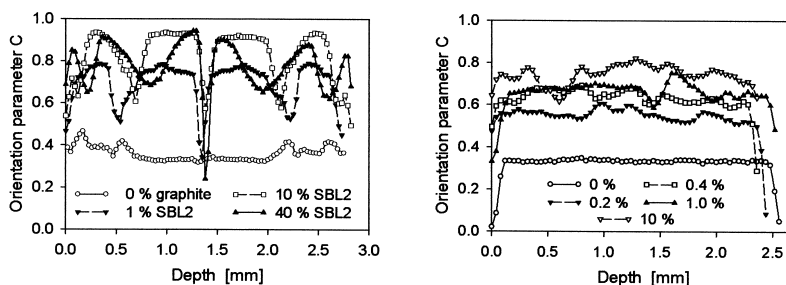 Orientation parameter C
1.0
0.8
0.6
0.4
0.2
0.0
0 % graphite
10 % SBL2
1 % SBL2
40 % SBL2
0.0 0.5 1.0 1.5 2.0 2.5 3.0
Depth [mm]
Orientation parameter C
1.0
0.8
0.6
0.4
0.2
0.0
0 %
0.4 %
0.2 %
1.0 %
10 %
0.0 0.5 1.0 1.5 2.0 2.5
Depth [mm]